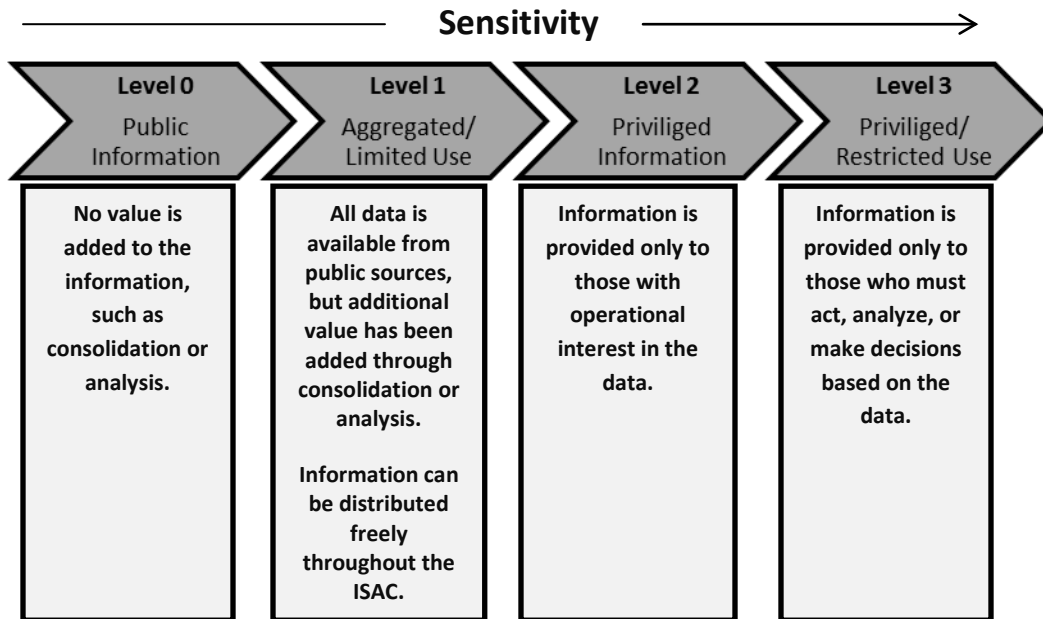 Sensitivity
Level 0
Public
Information
No value is
added to the
information,
such as
consolidation or
analysis.
Level 1
Aggregated/
Limited Use
All data is
available from
public sources,
but additional
value has been
added through
consolidation or
analysis.
Information can
be distributed
freely
throughout the
ISAC.
Level 2
Priviliged
Information
Information is
provided only to
those with
operational
interest in the
data.
Level 3
Priviliged/
Restricted Use
Information is
provided only to
those who must
act, analyze, or
make decisions
based on the
data.